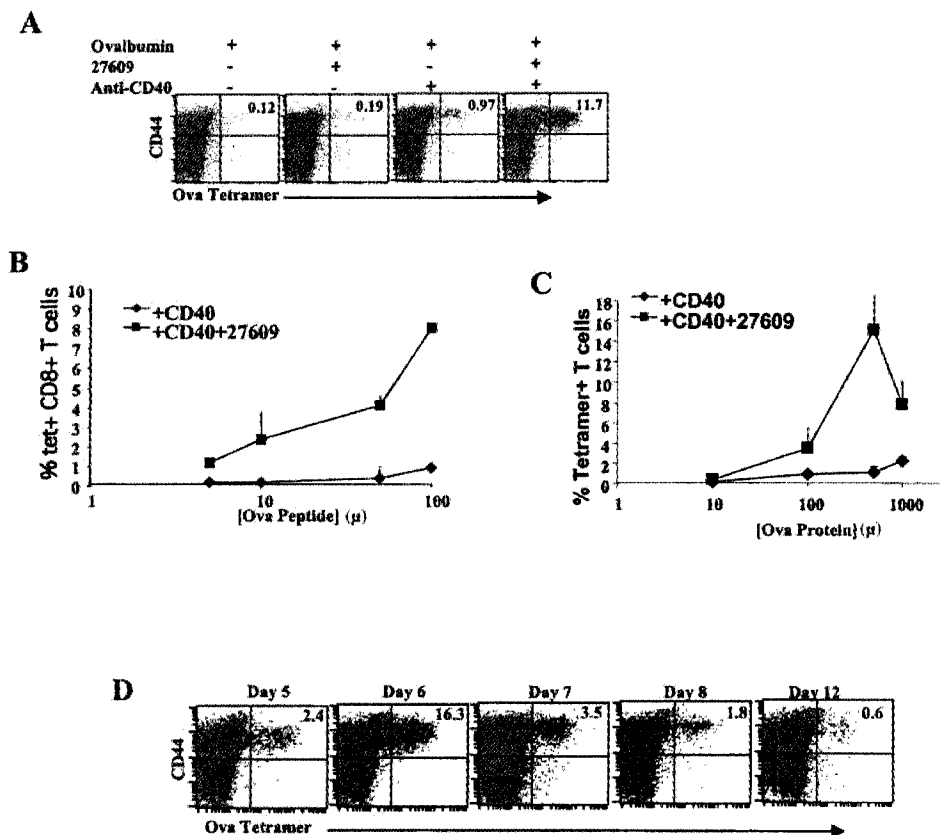 A
Ovalbumin + + + +
27609 - + - +
Anti-CD40 - - + +
0.12 0.19 0.97 11.7
CD44
Ova Tetramer
B
10
9
8
7
6
5
4
3
2
1
0
% tet+ CD8+ T cells
+CD40
+CD40+27609
1 10 100
[Ova Peptide] (µ)
C
18
16
14
12
10
8
6
4
2
0
% Tetramer+ T cells
+CD40
+CD40+27609
1 10 100 1000
[Ova Protein] (µ)
D
Day 5 Day 6 Day 7 Day 8 Day 12
2.4 16.3 3.5 1.8 0.6
CD44
Ova Tetramer